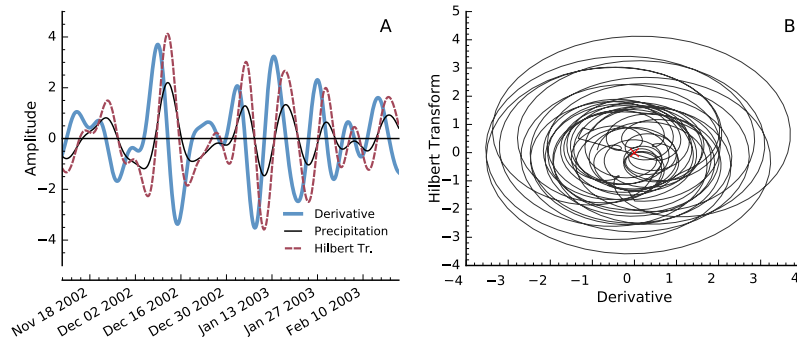 A
4
2
0
−2
−4
Amplitude
Derivative
Precipitation
Hilbert Tr.
Nov 18 2002
Dec 02 2002
Dec 16 2002
Dec 30 2002
Jan 13 2003
Jan 27 2003
Feb 10 2003
B
5
4
3
2
1
0
−1
−2
−3
−4
Hilbert Transform
−4 −3 −2 −1 0 1 2 3 4
Derivative